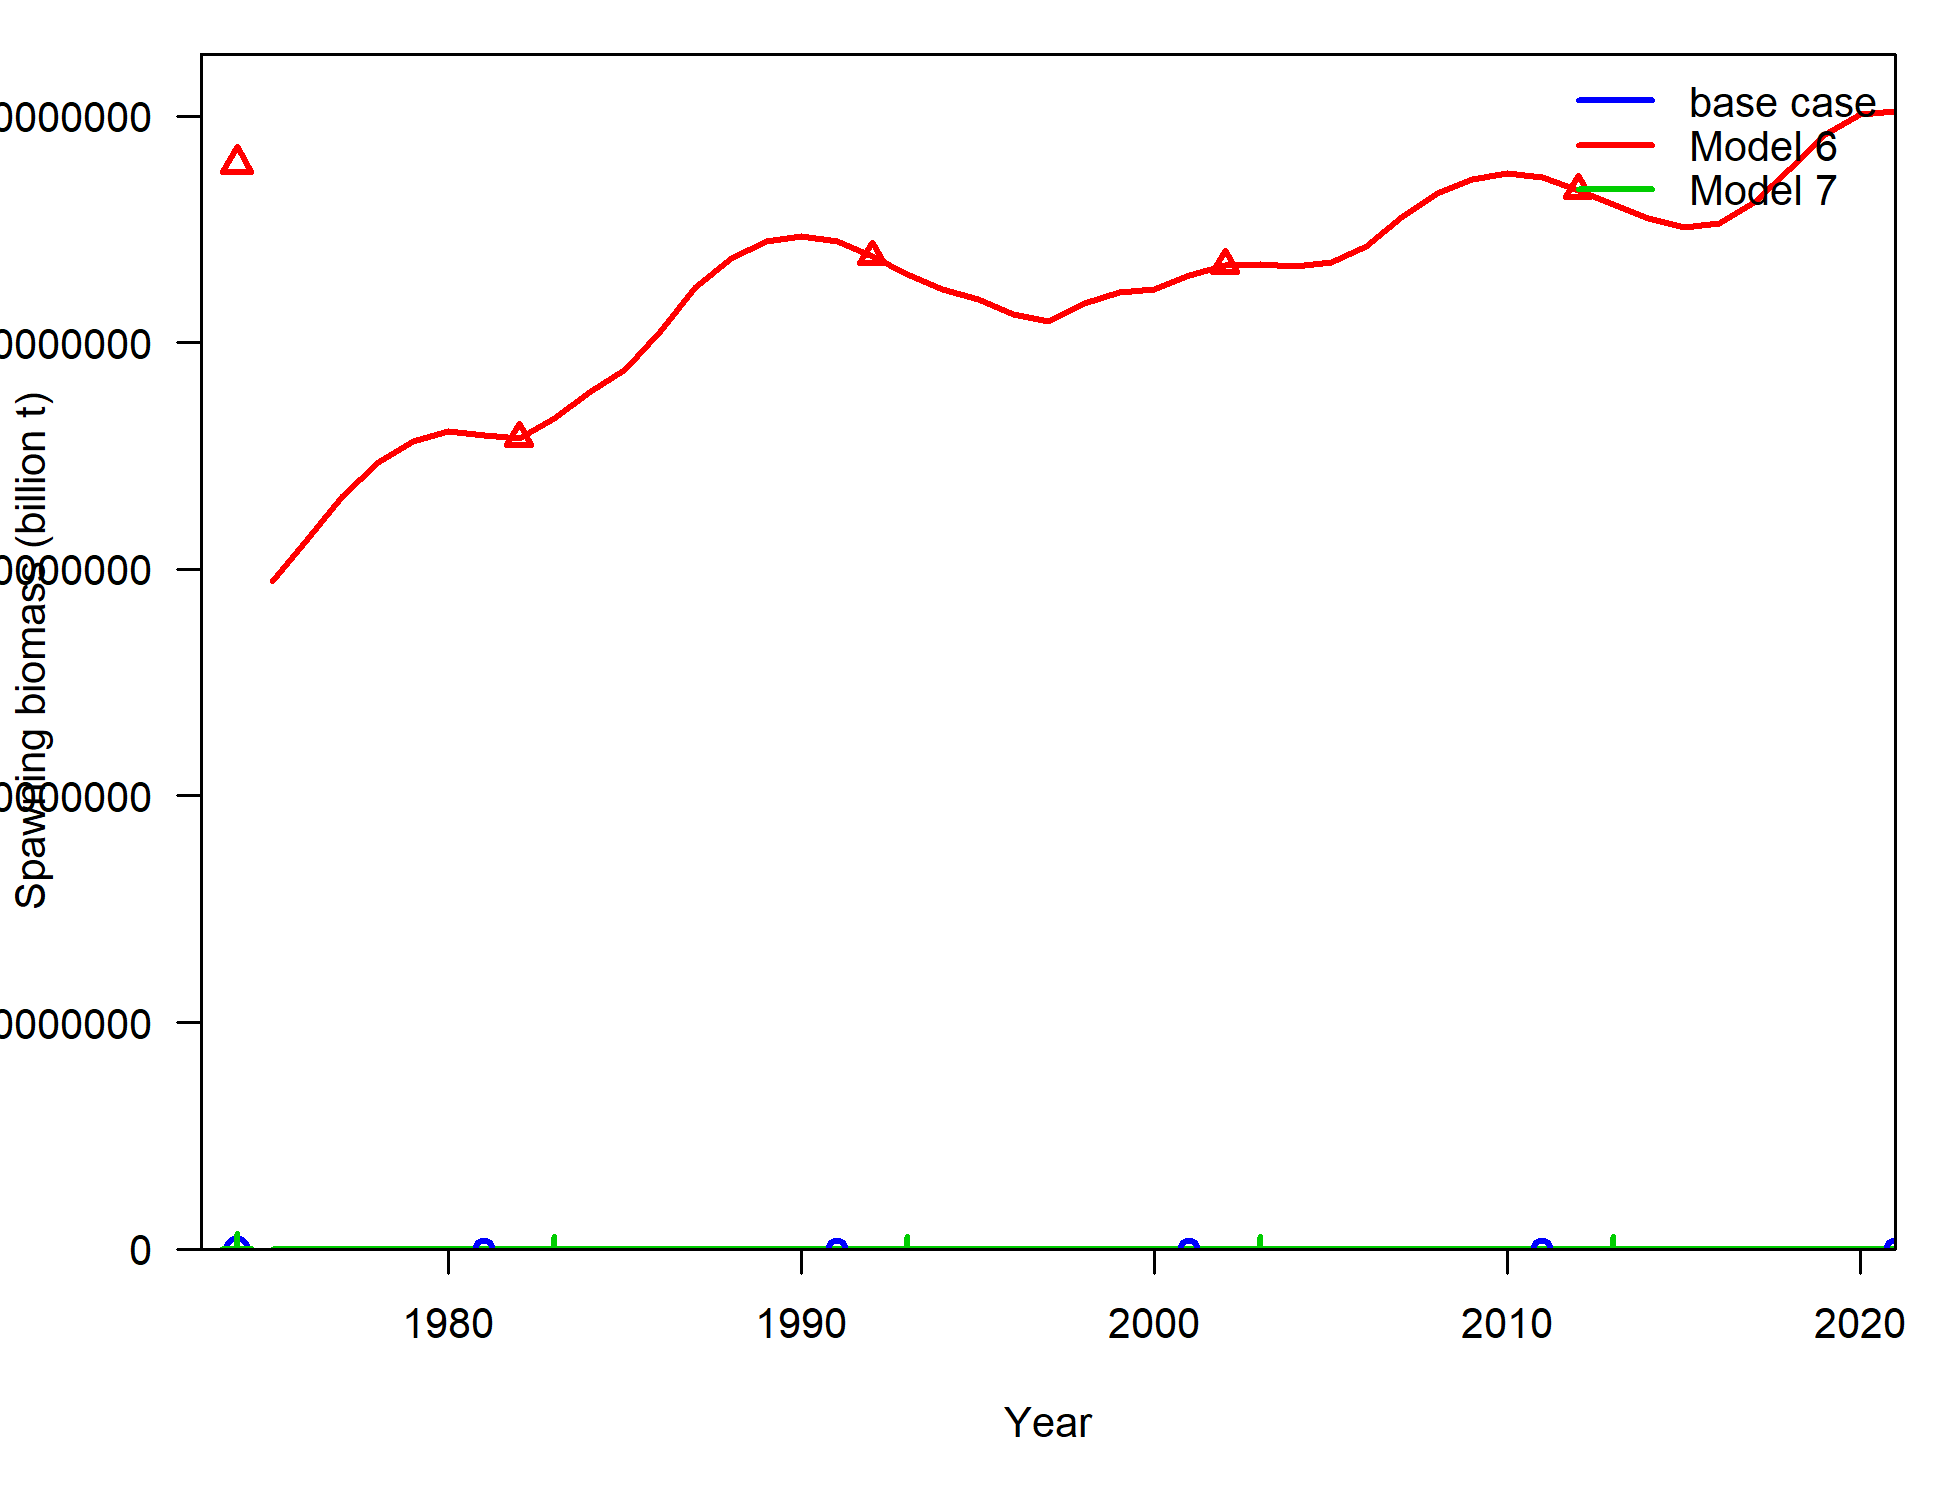 base case
Model 6
Model 7
0000000
0000000
0000000
0000000
0000000
0
Spawning biomass (billion t)
1980
1990
2000
2010
2020
Year